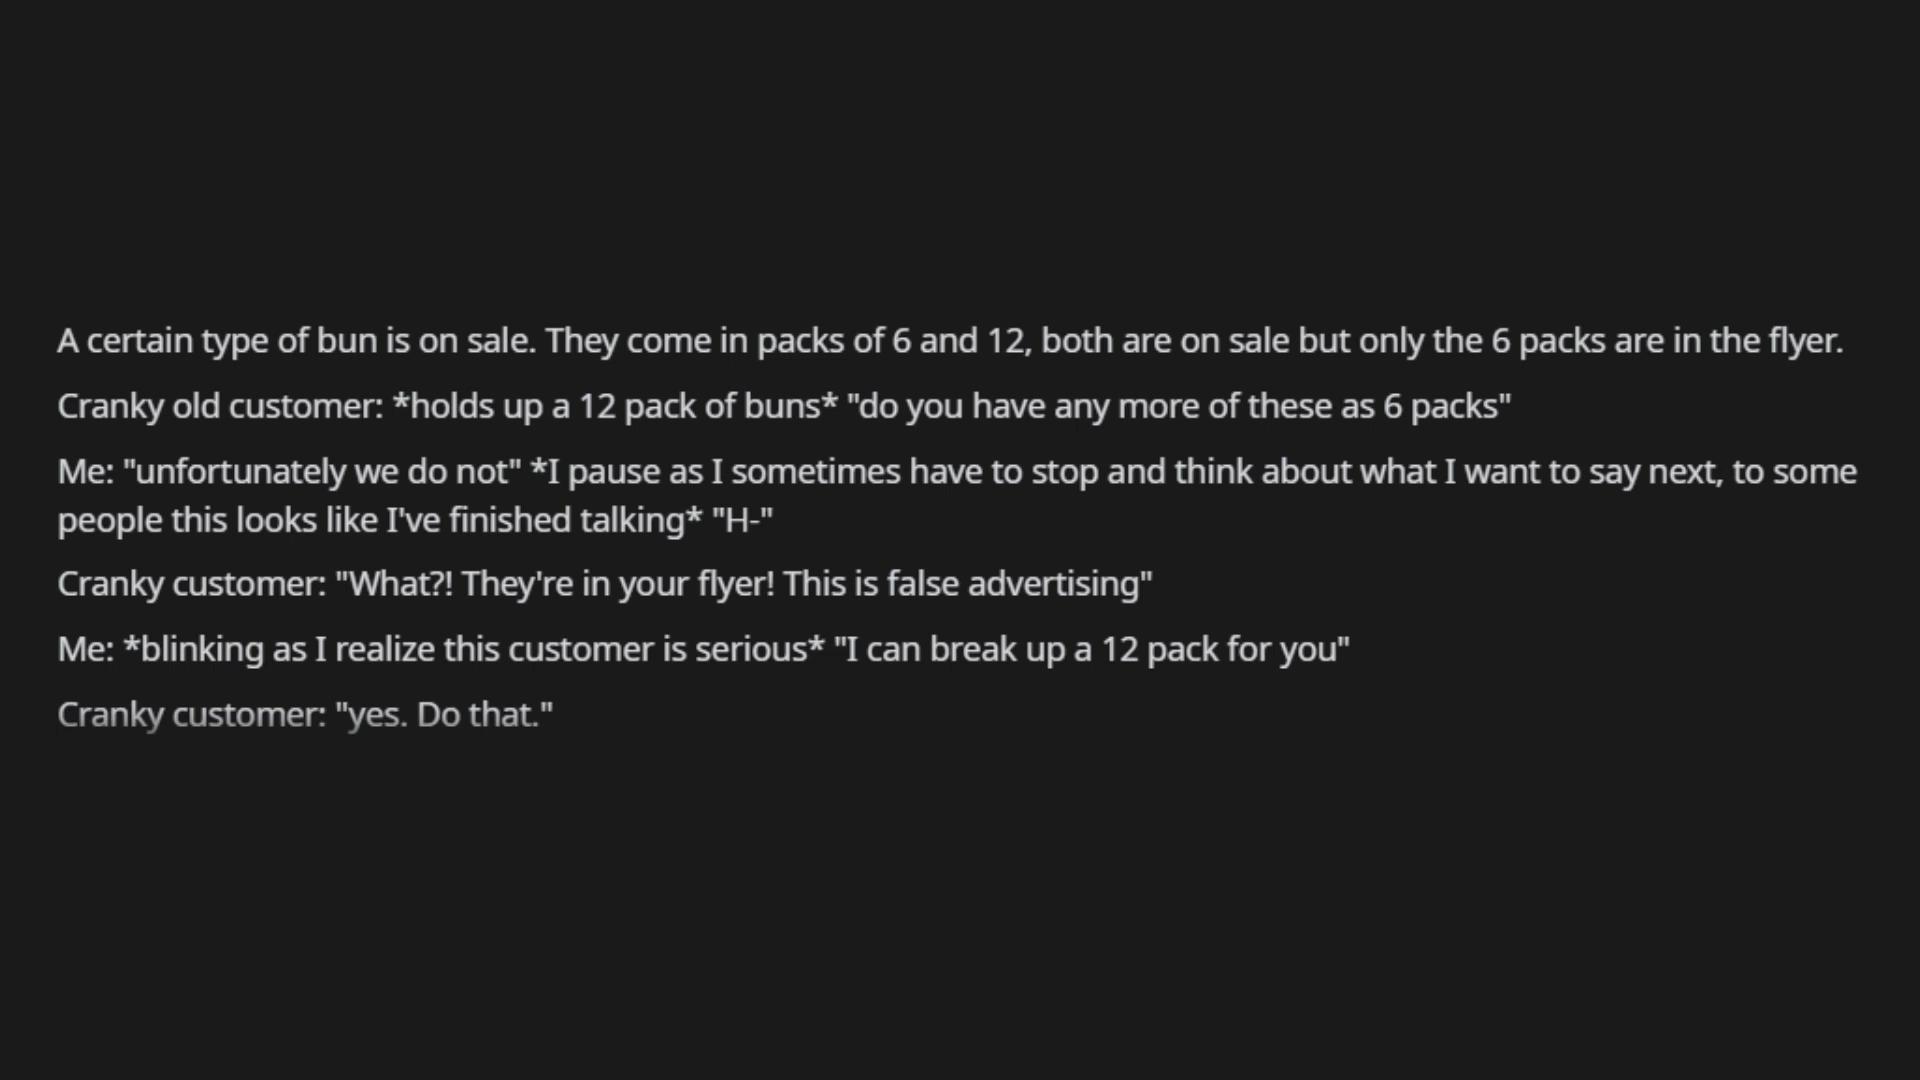 A certain type of bun is on sale. They come in packs of 6 and 12, both are on sale but only the 6 packs are in the flyer.
Cranky old customer: *holds up a 12 pack of buns* "do you have any more of these as 6 packs"
Me: "unfortunately we do not" *I pause as I sometimes have to stop and think about what I want to say next, to some
people this looks like I've finished talking* "H-"
Cranky customer: "What?! They're in your flyer! This is false advertising"
Me: *blinking as I realize this customer is serious* "I can break up a 12 pack for you"
Cranky customer: "yes. Do that."